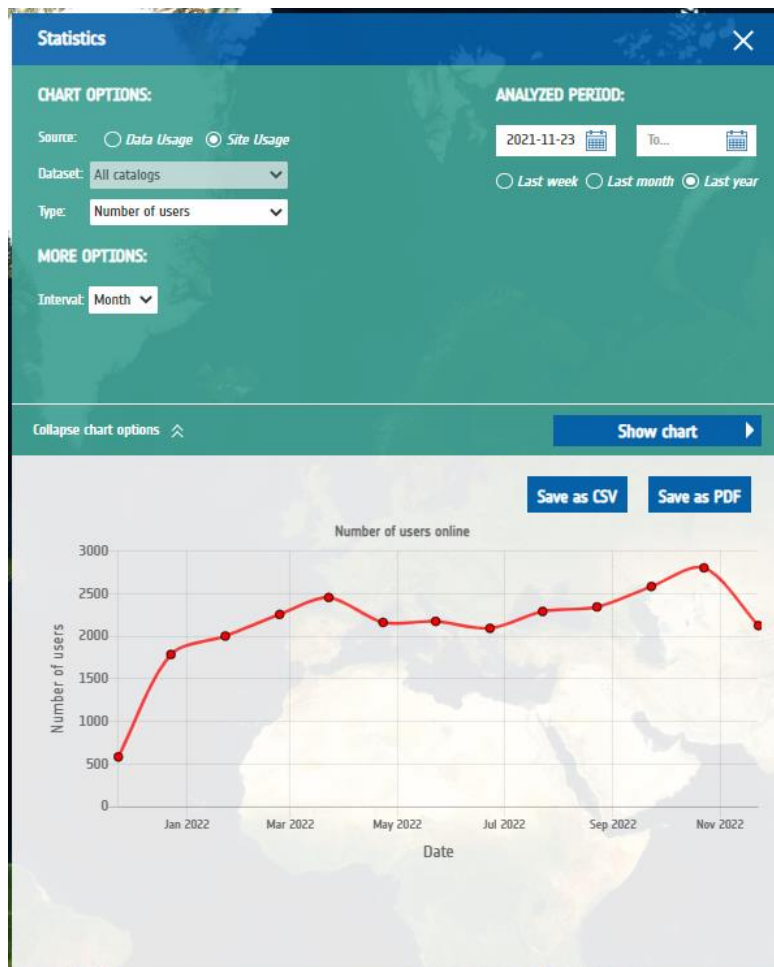 Statistics
CHART OPTIONS:
ANALYZED PERIOD:
Source: Data Usage Site Usage
2021-11-23 To...
Dataset: All catalogs
Last week Last month Last year
Type: Number of users
MORE OPTIONS:
Interval: Month
Collapse chart options
Show chart
Save as CSV Save as PDF
Number of users online
3000
2500
2000
1500
1000
500
0
Number of users
Jan 2022 Mar 2022 May 2022 Jul 2022 Sep 2022 Nov 2022
Date